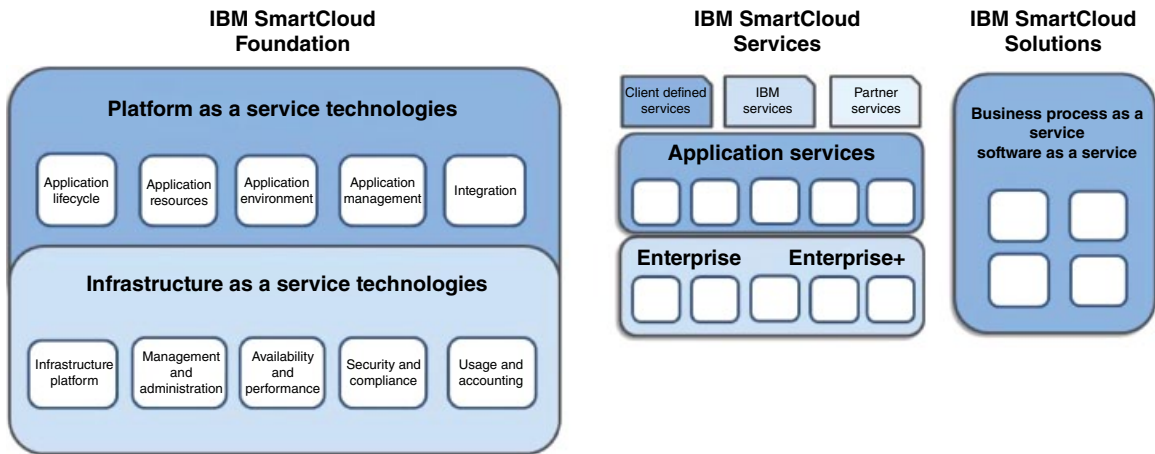 IBM SmartCloud
Foundation
Platform as a service technologies
Application
lifecycle
Application
resources
Application
environment
Application
management
Integration
Infrastructure as a service technologies
Infrastructure
platform
Management
and
administration
Availability
and
performance
Security and
compliance
Usage and
accounting
IBM SmartCloud
Services
Client defined
services
IBM
services
Partner
services
Application services
Enterprise
Enterprise+
IBM SmartCloud
Solutions
Business process as a
service
software as a service